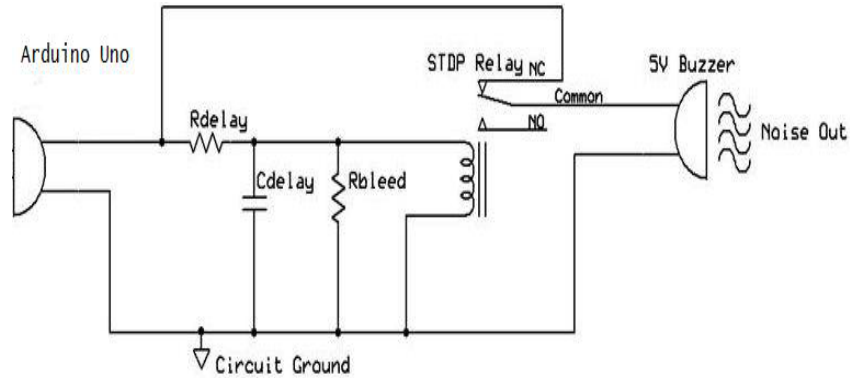 Arduino Uno
STDP Relay NC
5V Buzzer
Common
Rdelay
NO
Noise Out
Cdelay
Rbleed
Circuit Ground